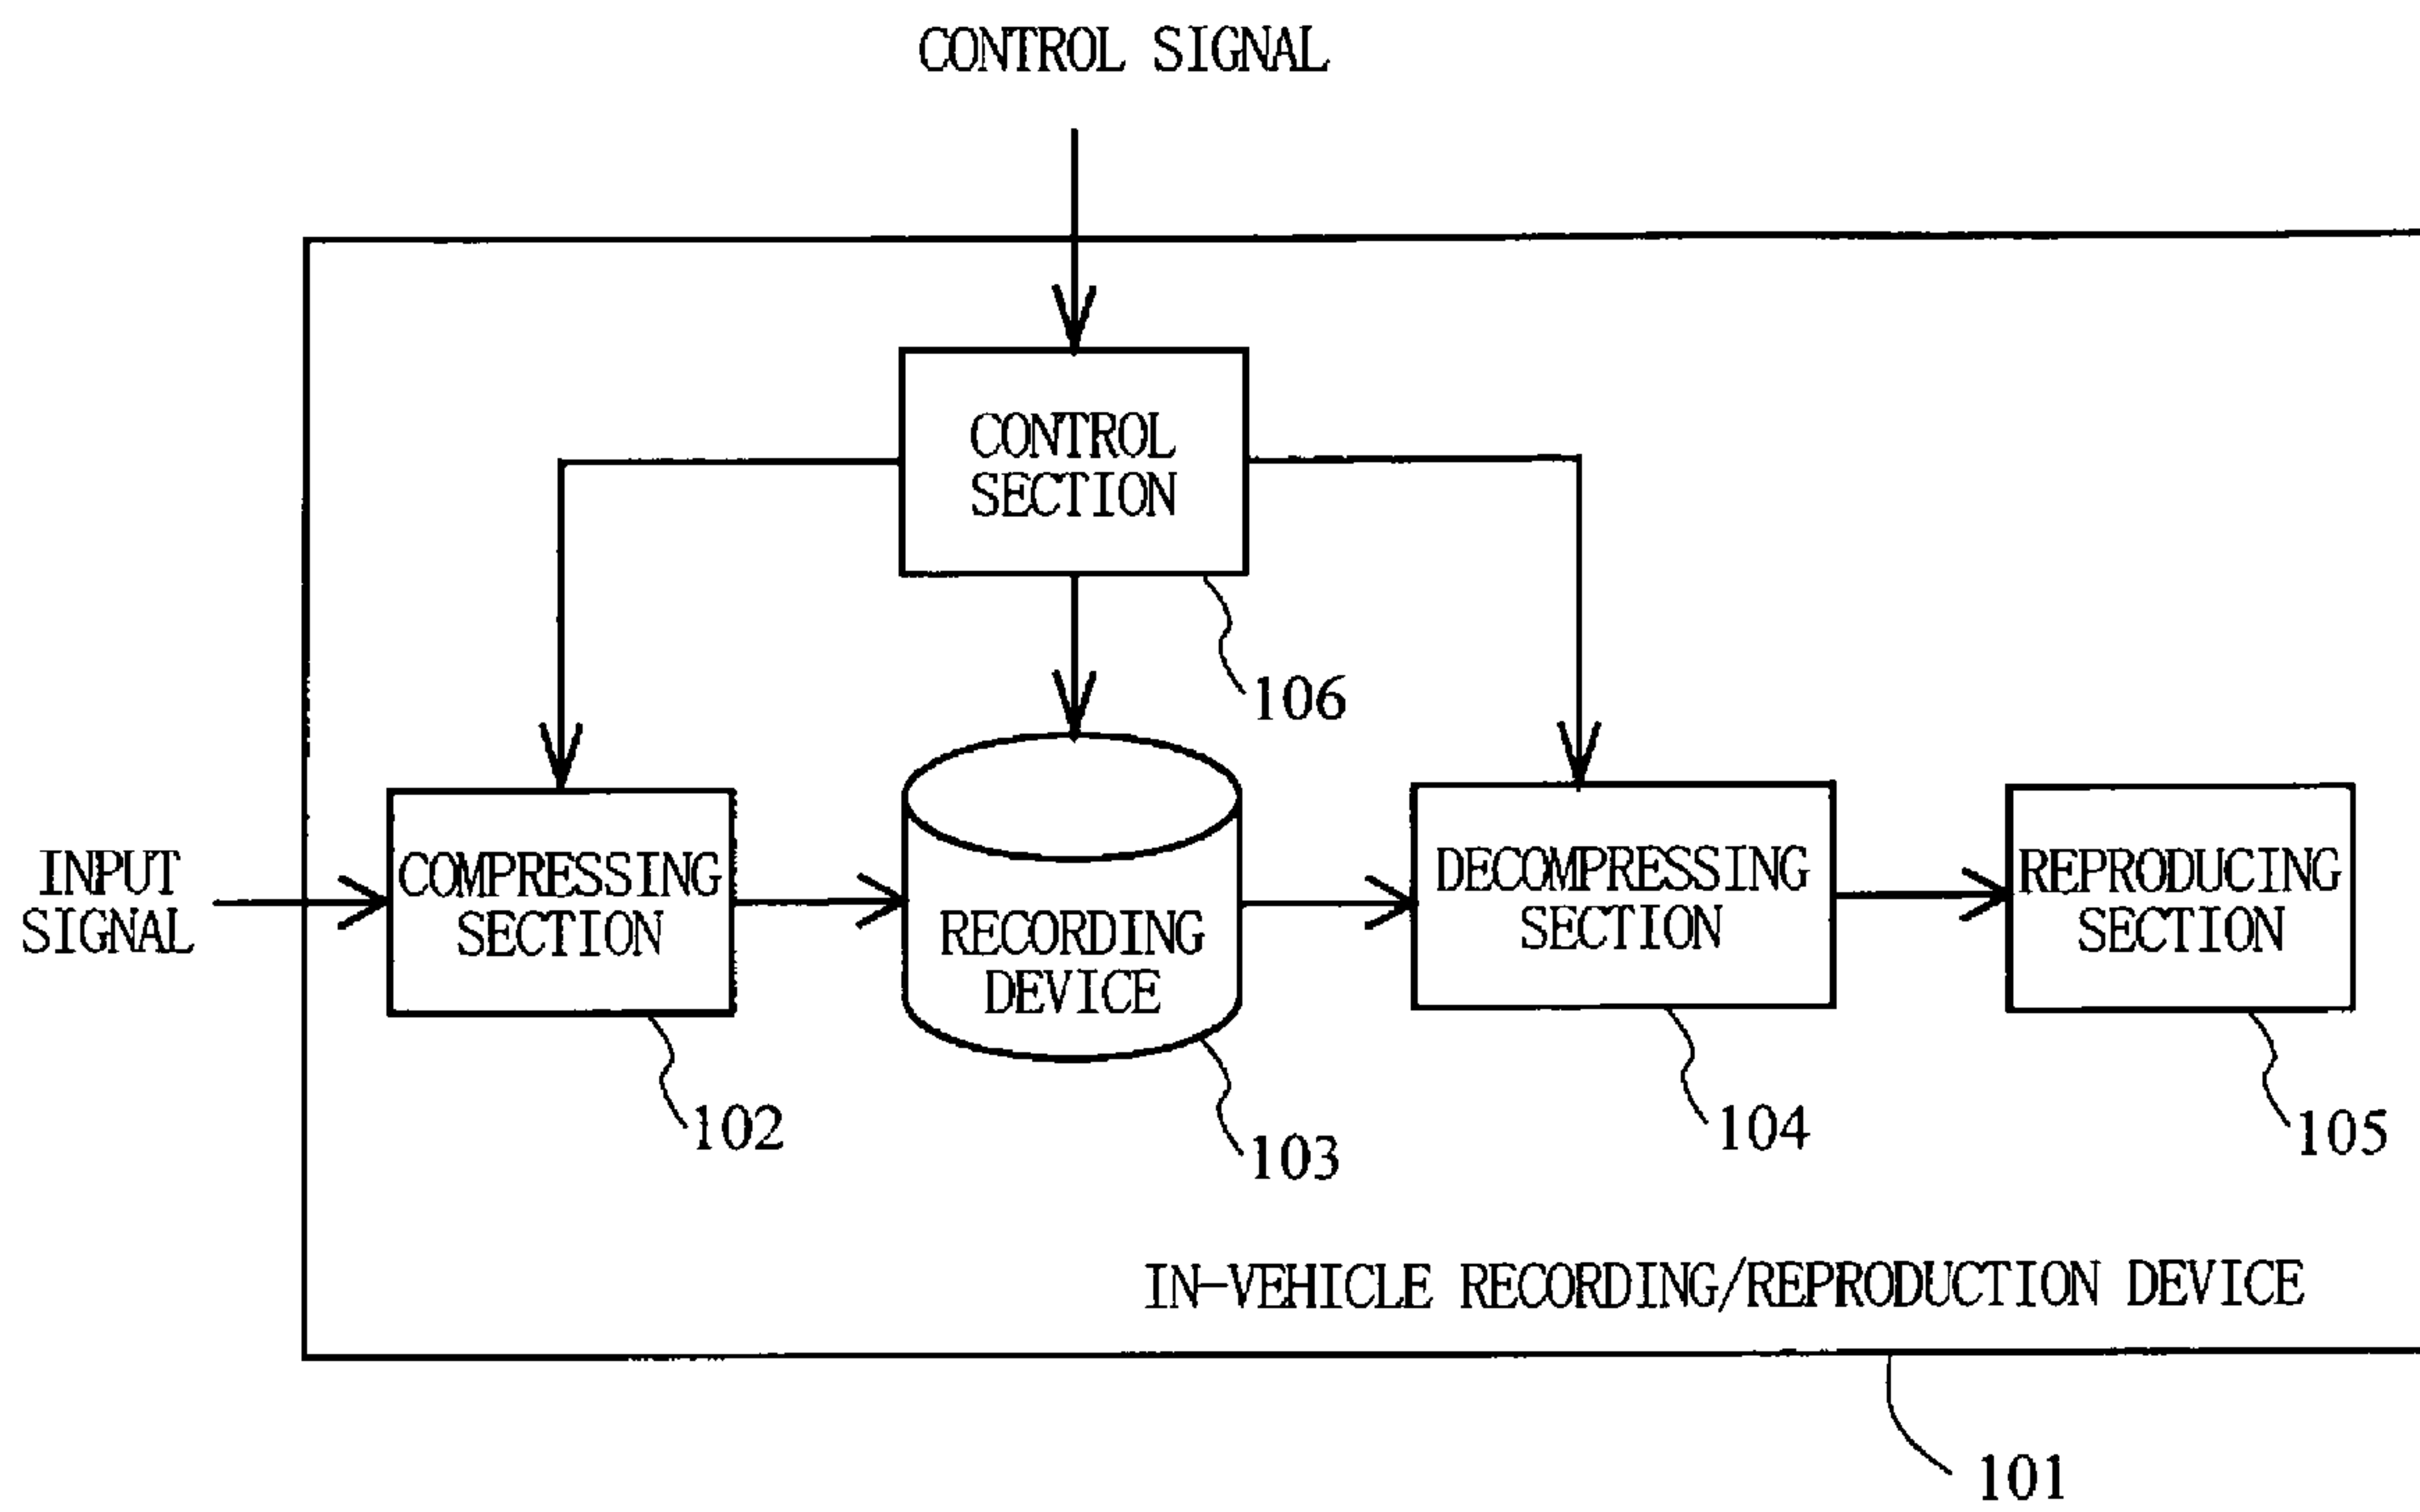 CONTROL SIGNAL
CONTROL
SECTION
106
INPUT
SIGNAL
COMPRESSING
SECTION
102
RECORDING
DEVICE
103
DECOMPRESSING
SECTION
104
REPRODUCING
SECTION
105
IN-VEHICLE RECORDING/REPRODUCTION DEVICE
101